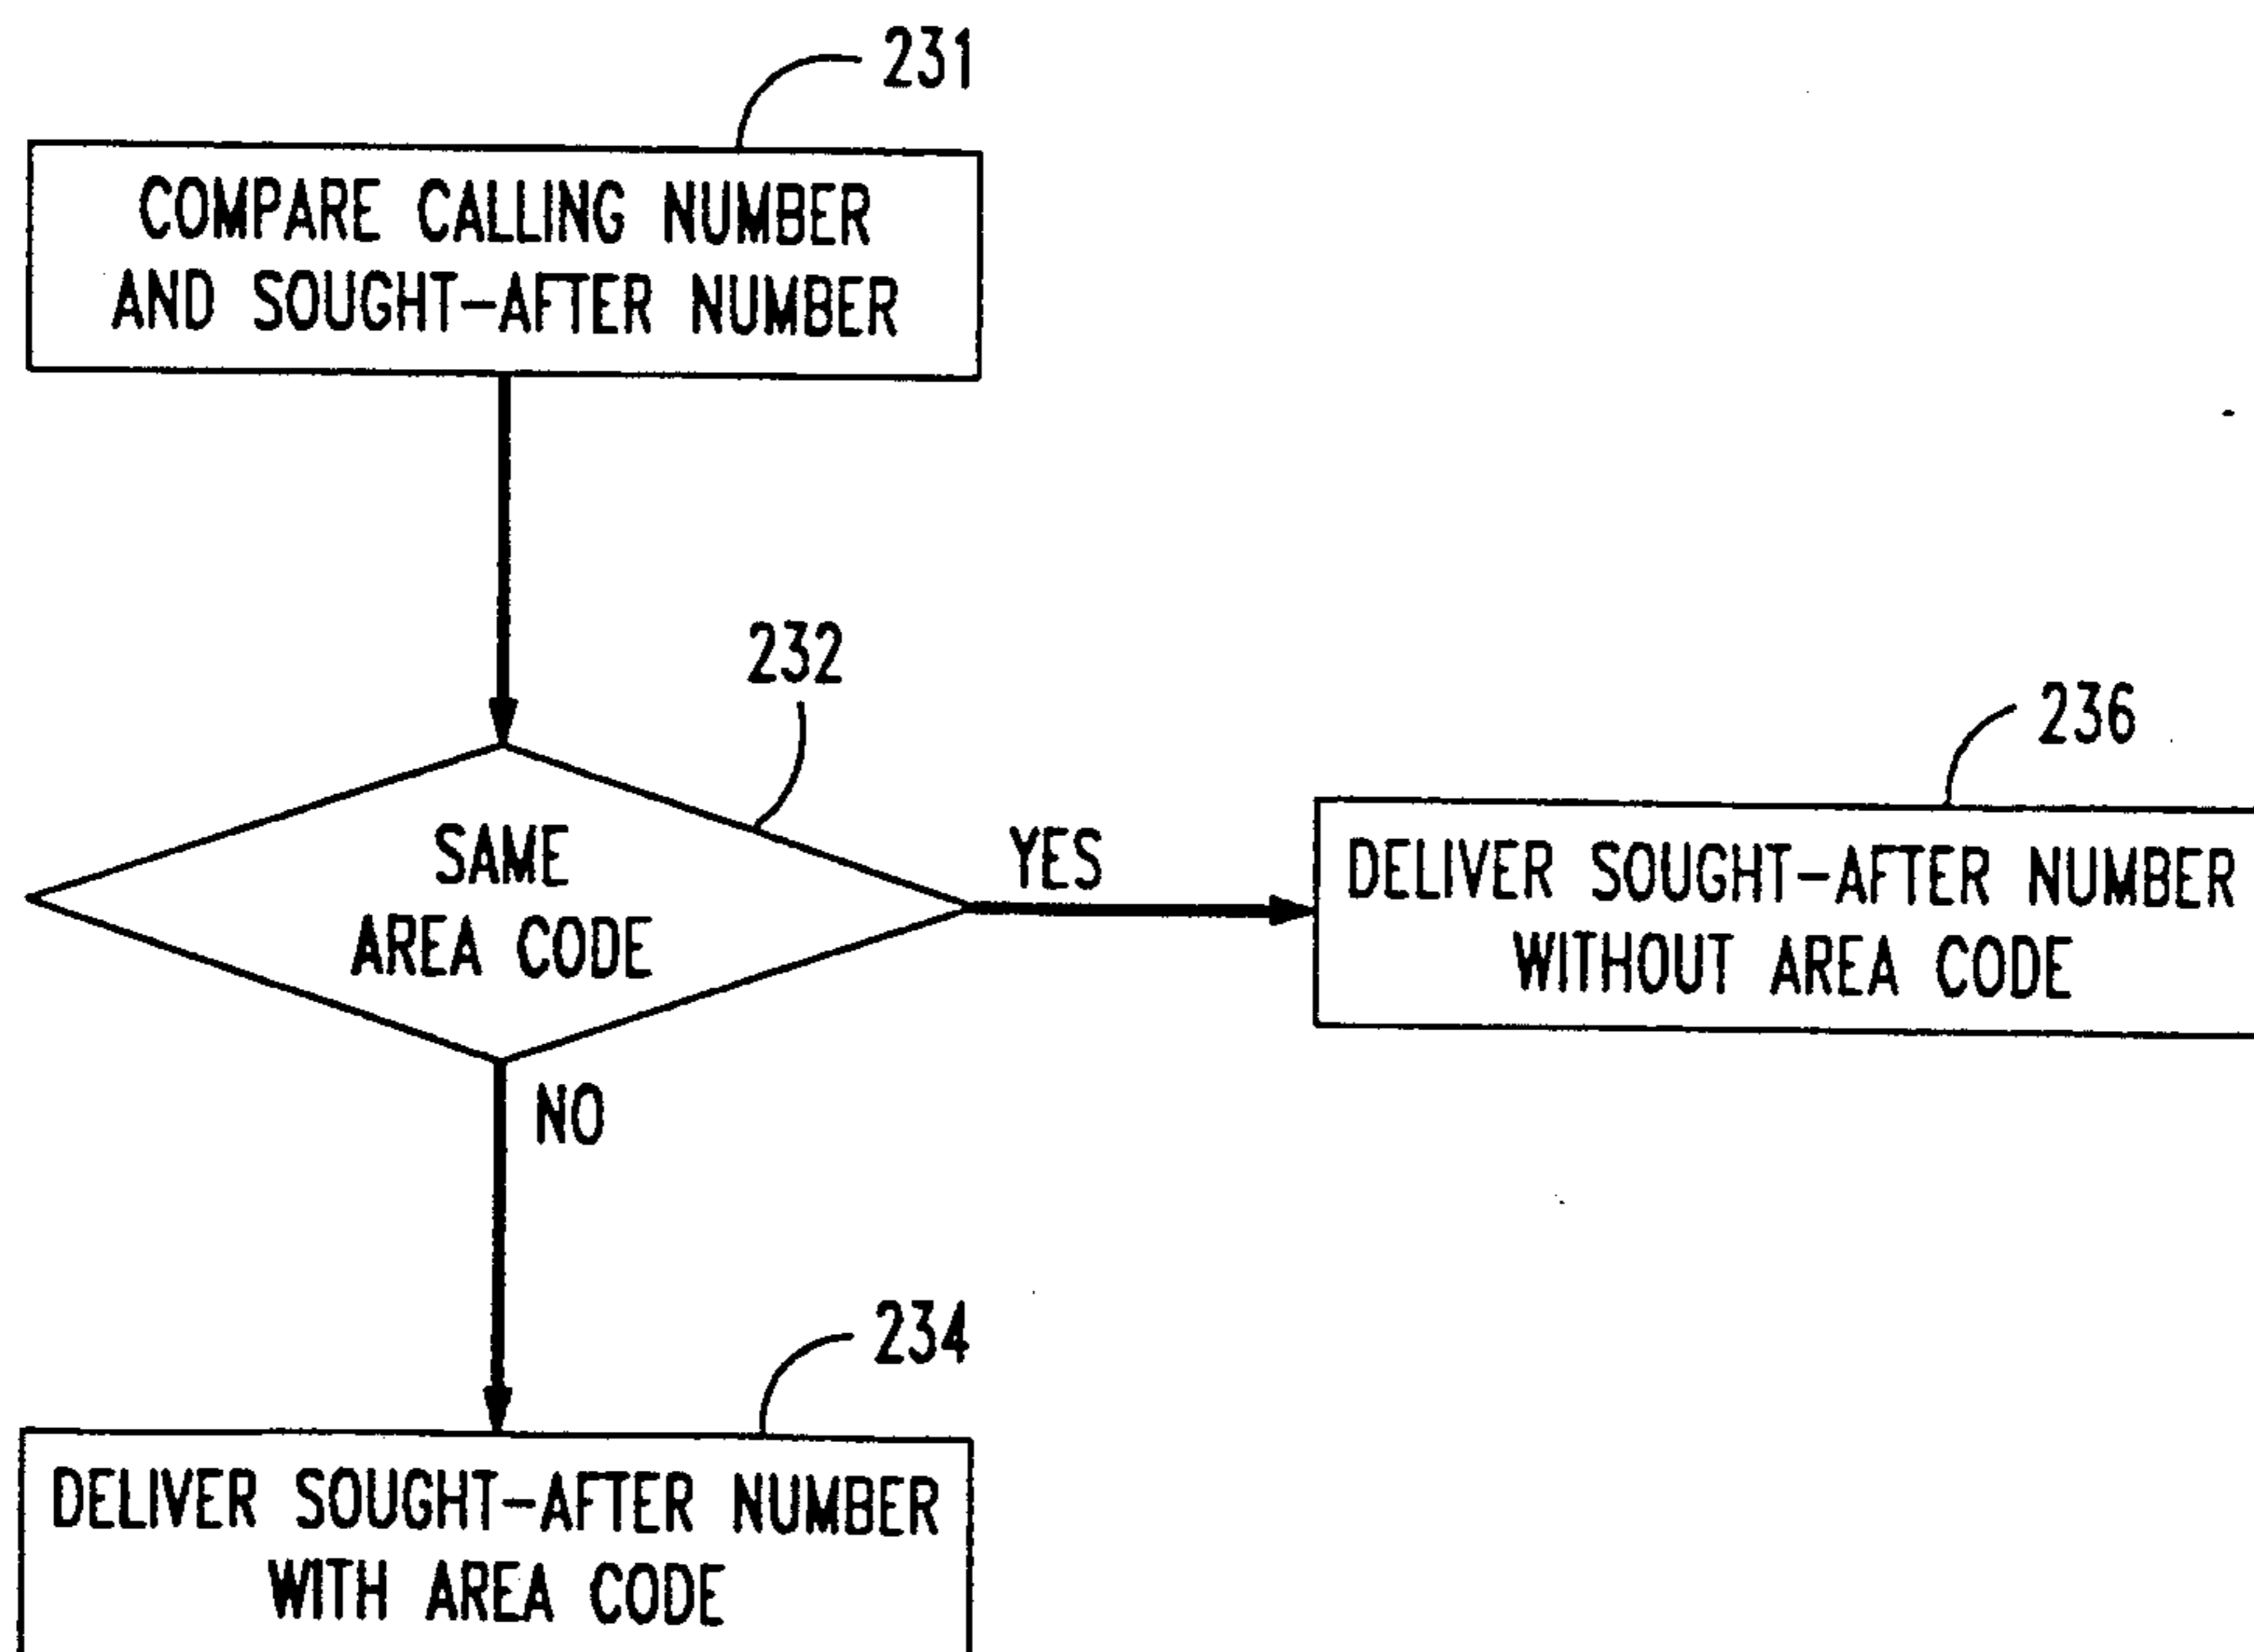 231
COMPARE CALLING NUMBER
AND SOUGHT-AFTER NUMBER
232
SAME
AREA CODE
YES
236
DELIVER SOUGHT-AFTER NUMBER
WITHOUT AREA CODE
NO
234
DELIVER SOUGHT-AFTER NUMBER
WITH AREA CODE